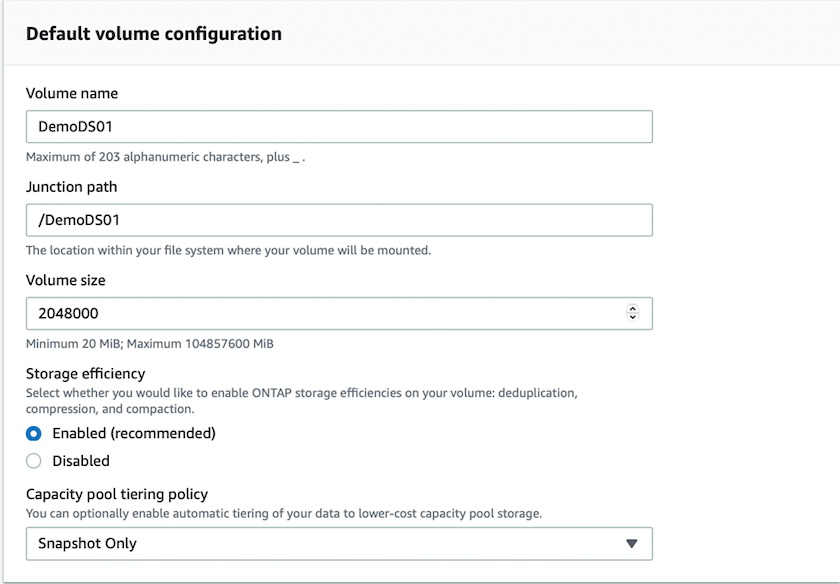 Default volume configuration
Volume name
DemoDS01
Maximum of 203 alphanumeric characters, plus _ .
Junction path
/DemoDS01
The location within your file system where your volume will be mounted.
Volume size
2048000
Minimum 20 MiB; Maximum 104857600 MiB
Storage efficiency
Select whether you would like to enable ONTAP storage efficiencies on your volume: deduplication,
compression, and compaction.
Enabled (recommended)
Disabled
Capacity pool tiering policy
You can optionally enable automatic tiering of your data to lower-cost capacity pool storage.
Snapshot Only